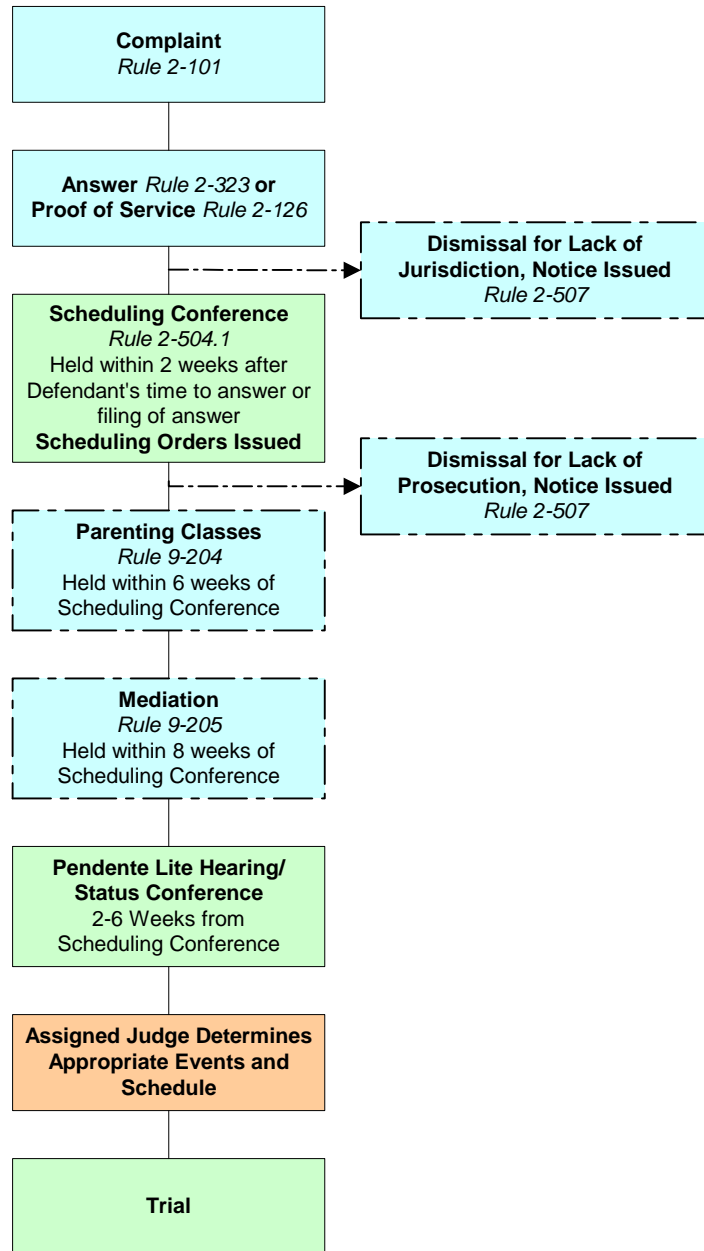 Complaint
Rule 2-101
Answer Rule 2-323 or
Proof of Service Rule 2-126
Dismissal for Lack of
Jurisdiction, Notice Issued
Rule 2-507
Scheduling Conference
Rule 2-504.1
Held within 2 weeks after
Defendant's time to answer or
filing of answer
Scheduling Orders Issued
Dismissal for Lack of
Prosecution, Notice Issued
Rule 2-507
Parenting Classes
Rule 9-204
Held within 6 weeks of
Scheduling Conference
Mediation
Rule 9-205
Held within 8 weeks of
Scheduling Conference
Pendente Lite Hearing/
Status Conference
2-6 Weeks from
Scheduling Conference
Assigned Judge Determines
Appropriate Events and
Schedule
Trial